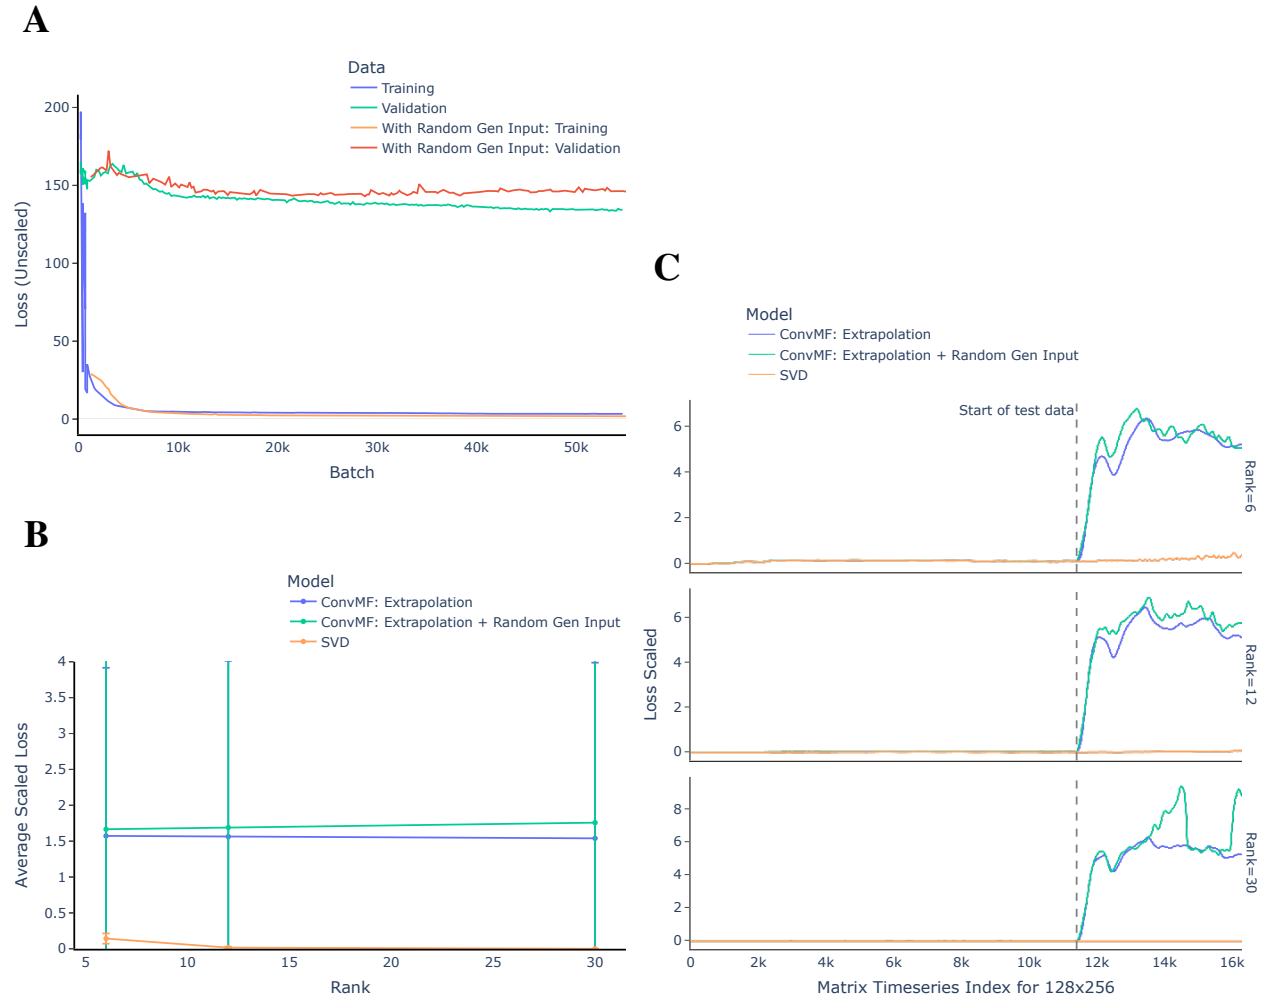 A
Data
Training
Validation
With Random Gen Input: Training
With Random Gen Input: Validation
Loss (Unscaled)
200
150
100
50
0
0 10k 20k 30k 40k 50k
Batch
B
Model
ConvMF: Extrapolation
ConvMF: Extrapolation + Random Gen Input
SVD
Average Scaled Loss
4
3.5
3
2.5
2
1.5
1
0.5
0
5 10 15 20 25 30
Rank
C
Model
ConvMF: Extrapolation
ConvMF: Extrapolation + Random Gen Input
SVD
Start of test data
Loss Scaled
6
4
2
0
Rank=6
6
4
2
0
Rank=12
8
6
4
2
0
Rank=30
0 2k 4k 6k 8k 10k 12k 14k 16k
Matrix Timeseries Index for 128x256